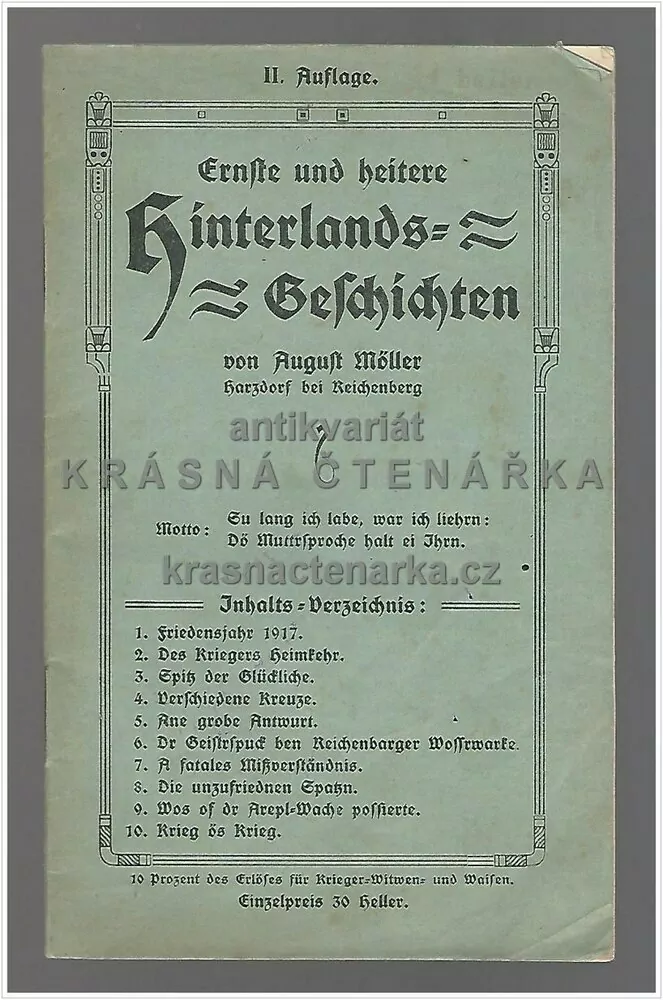 II. Auflage.
Ernste und heitere
Hinterlands=
Geschichten
von August Möller
Harzdorf bei Reichenberg
antikvariát
KRÁSNÁ ČTENÁŘKA
Motto: Su lang ich labe, war ich liehrn:
Dö Muttrsproche halt ei Ihrn.
krasnactenarka.cz
Inhalts=Verzeichnis:
1. Friedensjahr 1917.
2. Des Kriegers Heimkehr.
3. Spitz der Glückliche.
4. Verschiedene Kreuze.
5. Ane grobe Antwurt.
6. Dr Geistrspuck ben Reichenbarger Wossrwarke.
7. A fatales Mißverständnis.
8. Die unzufriednen Spatzn.
9. Wos of dr Arepl=Wache possierte.
10. Krieg ös Krieg.
10 Prozent des Erlöses für Krieger=Witwen= und Waisen.
Einzelpreis 30 Heller.